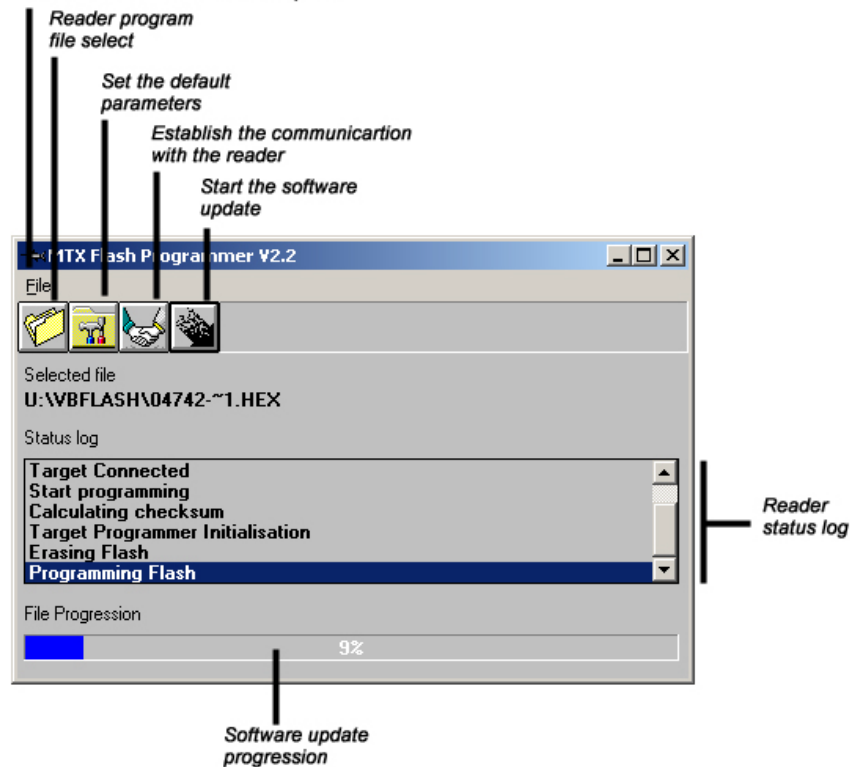 Reader program
file select
Set the default
parameters
Establish the communicartion
with the reader
Start the software
update
MTX Flash Programmer V2.2
File
Selected file
U:\VBFLASH\04742-~1.HEX
Status log
Target Connected
Start programming
Calculating checksum
Target Programmer Initialisation
Erasing Flash
Programming Flash
Reader
status log
File Progression
9%
Software update
progression